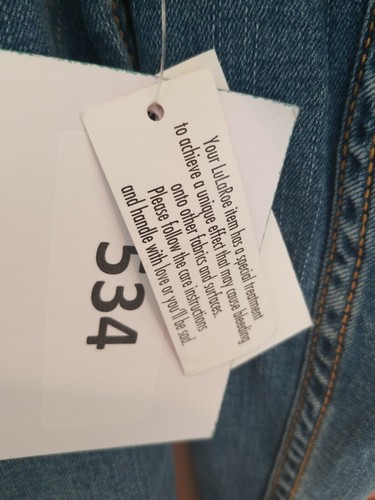 Your LuLaRoe item has a special treatment
to achieve a unique effect that may cause bleeding
onto other fabrics and surfaces.
Please follow the care instructions
and handle with love or you'll be sad.
534